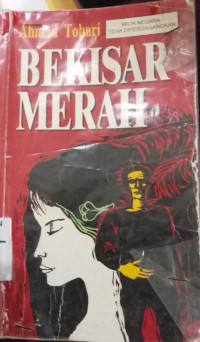 MILIK NEGARA
TIDAK DIPERDAGANGKAN
Ahmad Tohari
BEKISAR
MERAH